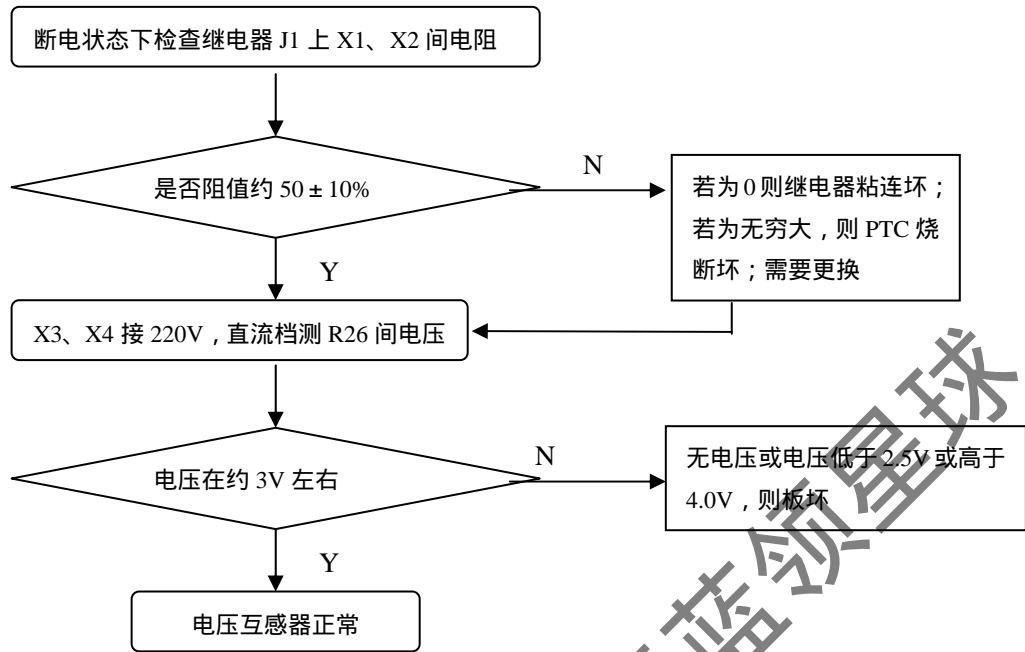 断电状态下检查继电器 J1 上 X1、X2 间电阻
是否阻值约 50 ± 10%
N
若为 0 则继电器粘连坏；
若为无穷大，则 PTC 烧
断坏；需要更换
Y
X3、X4 接 220V，直流档测 R26 间电压
电压在约 3V 左右
N
无电压或电压低于 2.5V 或高于
4.0V，则板坏
Y
电压互感器正常
蓝领星球